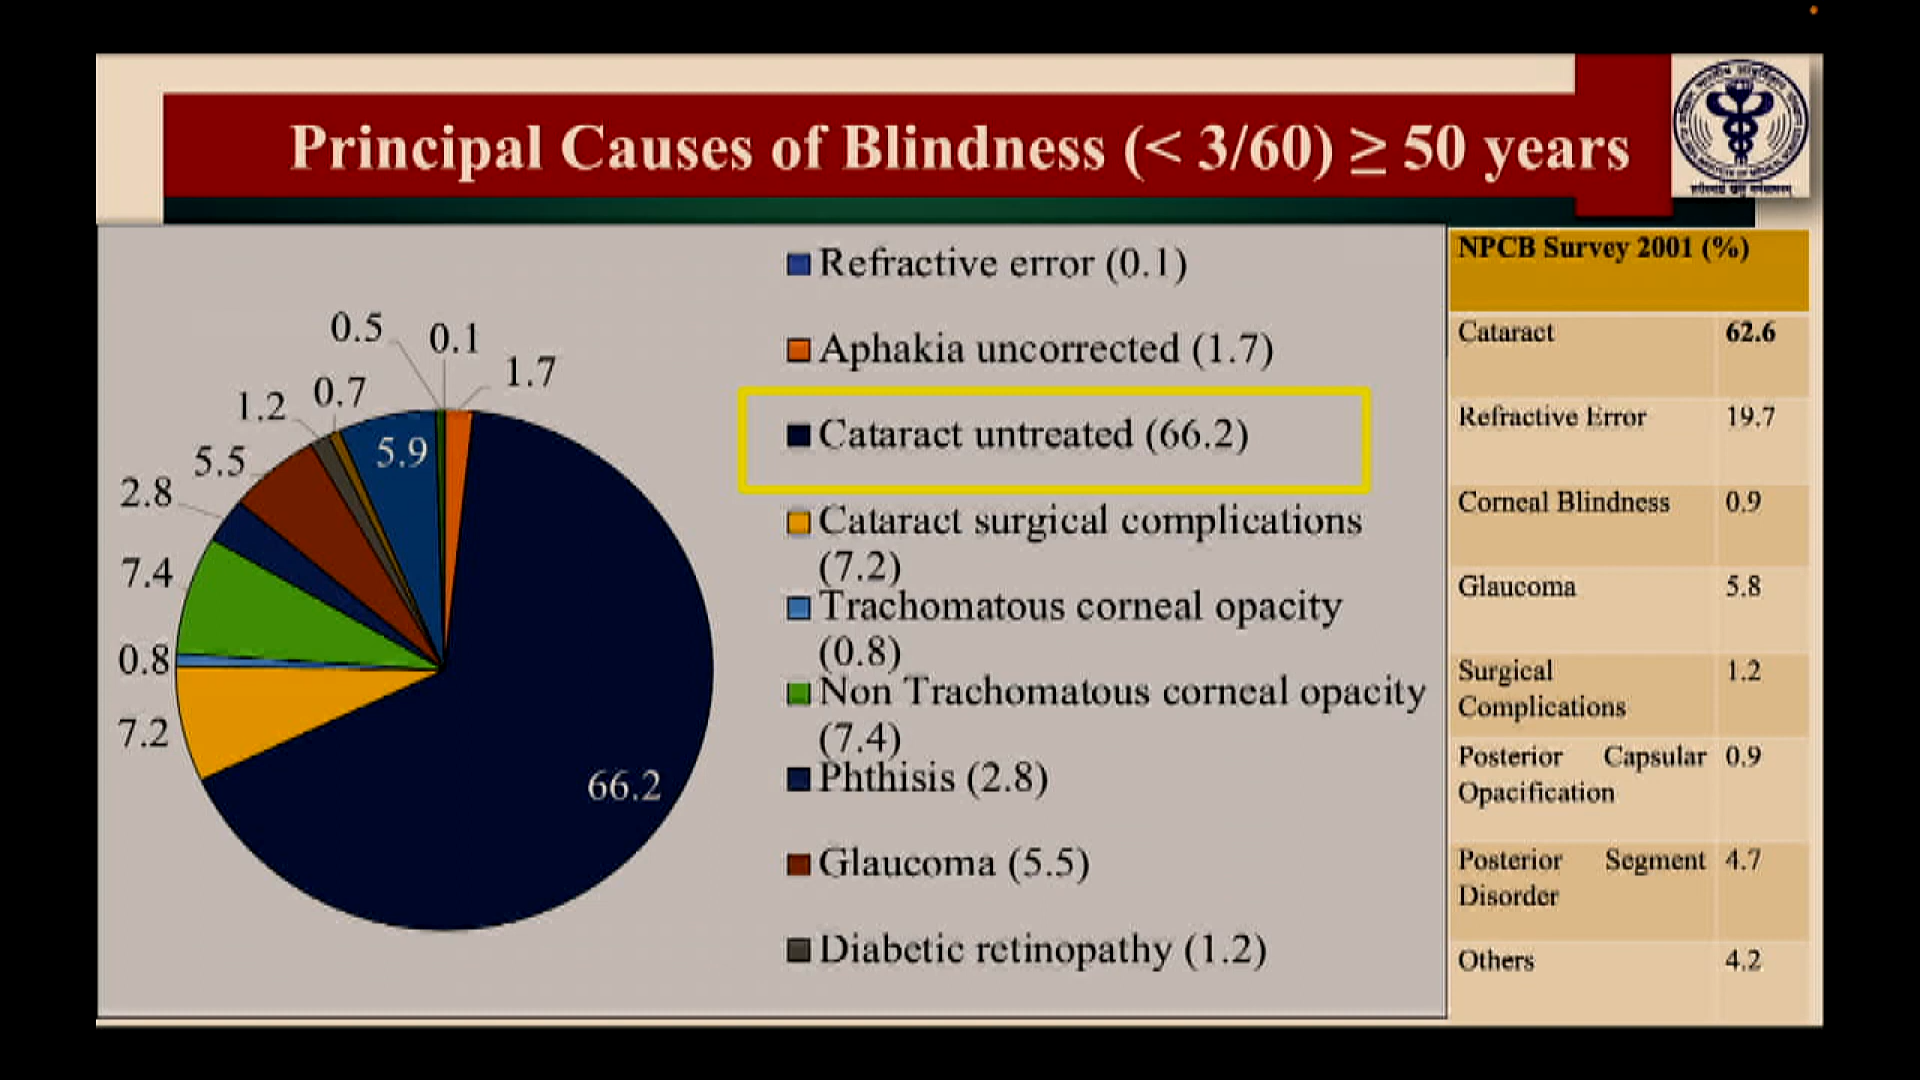 Principal Causes of Blindness (< 3/60) ≥ 50 years
0.5
0.1
1.7
0.7
1.2
5.9
5.5
2.8
7.4
0.8
7.2
66.2
Refractive error (0.1)
Aphakia uncorrected (1.7)
Cataract untreated (66.2)
Cataract surgical complications
(7.2)
Trachomatous corneal opacity
(0.8)
Non Trachomatous corneal opacity
(7.4)
Phthisis (2.8)
Glaucoma (5.5)
Diabetic retinopathy (1.2)
NPCB Survey 2001 (%)
Cataract 62.6
Refractive Error 19.7
Corneal Blindness 0.9
Glaucoma 5.8
Surgical 1.2
Complications
Posterior Capsular 0.9
Opacification
Posterior Segment 4.7
Disorder
Others 4.2